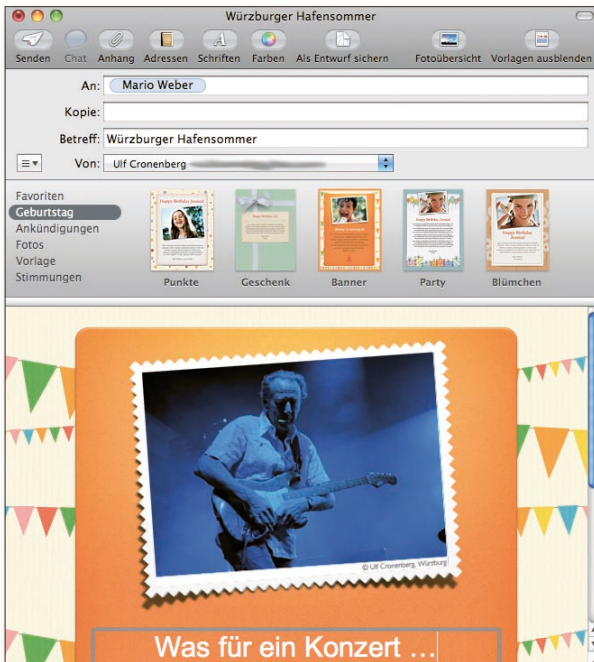 Würzburger Hafensommer
Senden Chat Anhang Adressen Schriften Farben Als Entwurf sichern Fotoübersicht Vorlagen ausblenden
An: Mario Weber
Kopie:
Betreff: Würzburger Hafensommer
Von: Ulf Cronenberg
Favoriten
Geburtstag
Ankündigungen
Fotos
Vorlage
Stimmungen
Punkte Geschenk Banner Party Blümchen
© Ulf Cronenberg, Würzburg
Was für ein Konzert ...